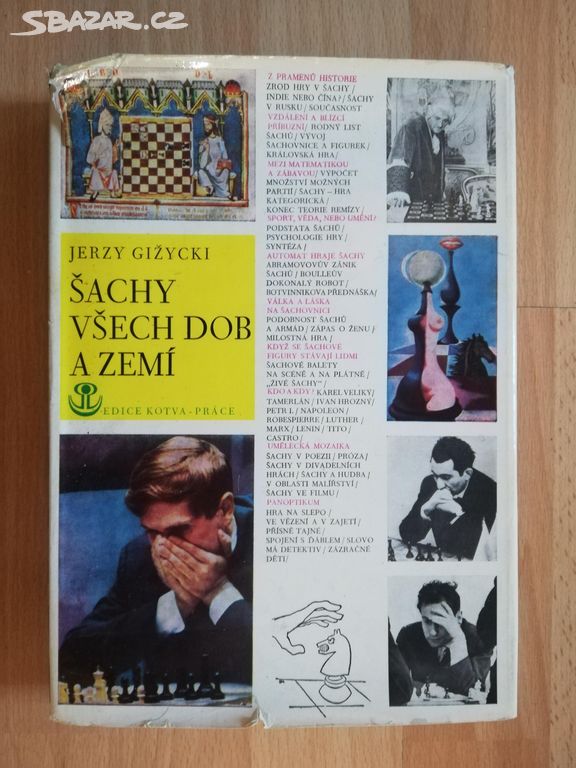 SBAZAR.CZ
JERZY GIŻYCKI
ŠACHY
VŠECH DOB
A ZEMÍ
EDICE KOTVA - PRÁCE
Z PRAMENŮ HISTORIE
ZROD HRY V ŠACHY/
INDIE NEBO ČÍNA?/ ŠACHY
V RUSKU/ SOUČASNOST
VZDÁLENÍ A BLÍZCÍ
PŘÍBUZNÍ/ RODNÝ LIST
ŠACHŮ/ VÝVOJ
ŠACHOVNICE A FIGUREK/
KRÁLOVSKÁ HRA/
MEZI MATEMATIKOU
A ZÁBAVOU/ VÝPOČET
MNOŽSTVÍ MOŽNÝCH
PARTIÍ/ ŠACHY – HRA
KATEGORICKÁ/
KONEC TEORIE REMÍZY/
SPORT, VĚDA, NEBO UMĚNÍ?
PODSTATA ŠACHŮ/
PSYCHOLOGIE HRY/
SYNTÉZA/
AUTOMAT HRAJE ŠACHY
ABRAMOVOVŮV ZÁNIK
ŠACHŮ/ BOULLEŮV
DOKONALÝ ROBOT/
BOTVINNIKOVA PŘEDNÁŠKA/
VÁLKA A LÁSKA
NA ŠACHOVNICI
PODOBNOST ŠACHŮ
A ARMÁD/ ZÁPAS O ŽENU/
MILOSTNÁ HRA/
KDYŽ SE ŠACHOVÉ
FIGURY STÁVAJÍ LIDMI
ŠACHOVÉ BALETY
NA SCÉNĚ A NA PLÁTNĚ/
„ŽIVÉ ŠACHY"/
KDO A KDY/ KAREL VELIKÝ/
TAMERLÁN/ IVAN HROZNÝ/
PETR I./ NAPOLEON/
ROBESPIERRE/ LUTHER/
MARX/ LENIN/ TITO/
CASTRO/
UMĚLECKÁ MOZAIKA
ŠACHY V POEZII/ PRÓZA/
ŠACHY V DIVADELNÍCH
HRÁCH/ ŠACHY A HUDBA/
V OBLASTI MALÍŘSTVÍ/
ŠACHY VE FILMU/
PANOPTIKUM
HRA NA SLEPO/
VE VĚZENÍ A V ZAJETÍ/
PŘÍSNĚ TAJNÉ/
SPOJENÍ S ĎÁBLEM/ SLOVO
MÁ DETEKTIV/ ZÁZRAČNÉ
DĚTI/